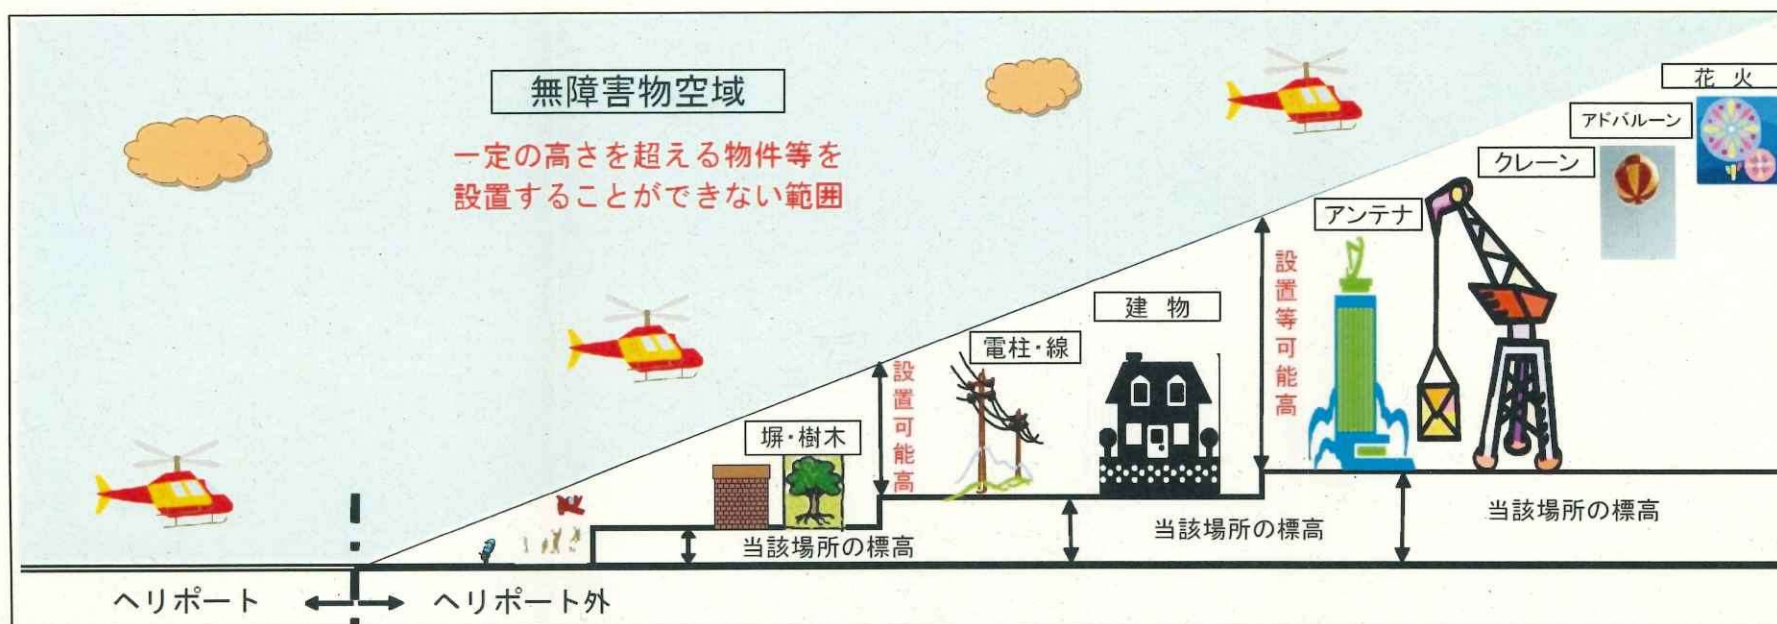 無障害物空域
一定の高さを超える物件等を
設置することができない範囲
花火
アドバルーン
クレーン
アンテナ
設置等可能高
建物
電柱・線
設置可能高
塀・樹木
当該場所の標高
当該場所の標高
当該場所の標高
ヘリポート
ヘリポート外